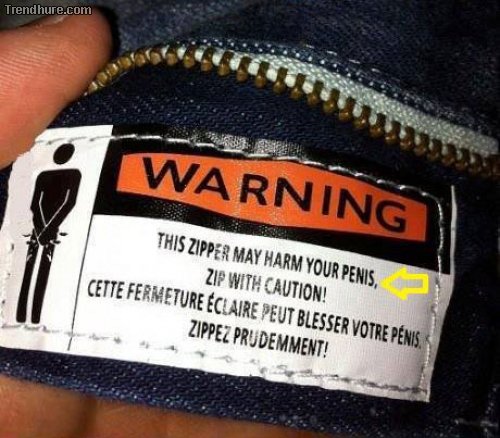 Trendhure.com
WARNING
THIS ZIPPER MAY HARM YOUR PENIS,
ZIP WITH CAUTION!
CETTE FERMETURE ÉCLAIRE PEUT BLESSER VOTRE PÉNIS,
ZIPPEZ PRUDEMMENT!